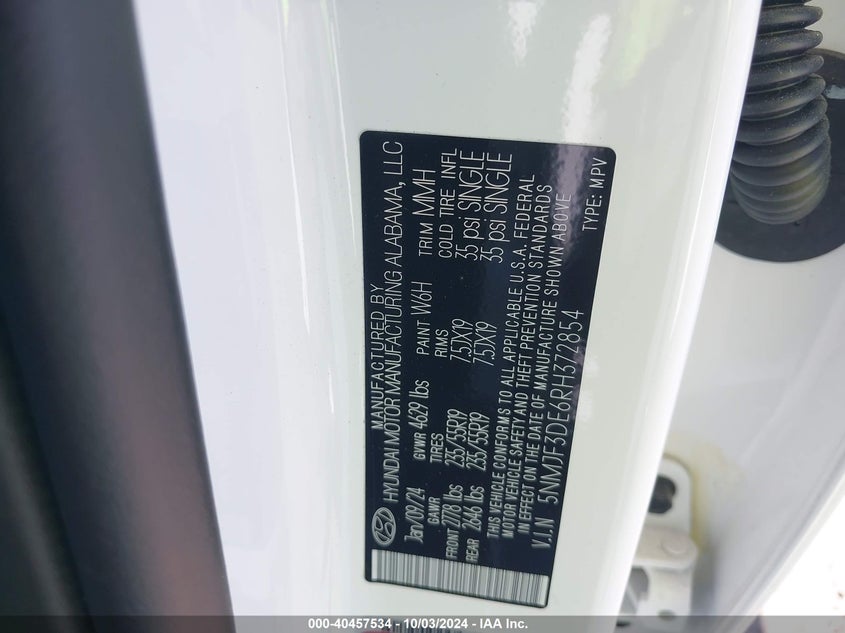 MANUFACTURED BY
HYUNDAI MOTOR MANUFACTURING ALABAMA, LLC
Jan/09/24 GVWR 4629 lbs PAINT W6H TRIM MMH
GAWR TIRES RIMS COLD TIRE INFL
FRONT 2778 lbs 235/55R19 7.5JX19 35 psi SINGLE
REAR 2646 lbs 235/55R19 7.5JX19 35 psi SINGLE
THIS VEHICLE CONFORMS TO ALL APPLICABLE U.S.A. FEDERAL
MOTOR VEHICLE SAFETY AND THEFT PREVENTION STANDARDS
IN EFFECT ON THE DATE OF MANUFACTURE SHOWN ABOVE
V.I.N 5NMJF3DE6RH372854 TYPE: MPV
000-40457534 - 10/03/2024 - IAA Inc.